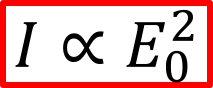 I ∝ E₀²